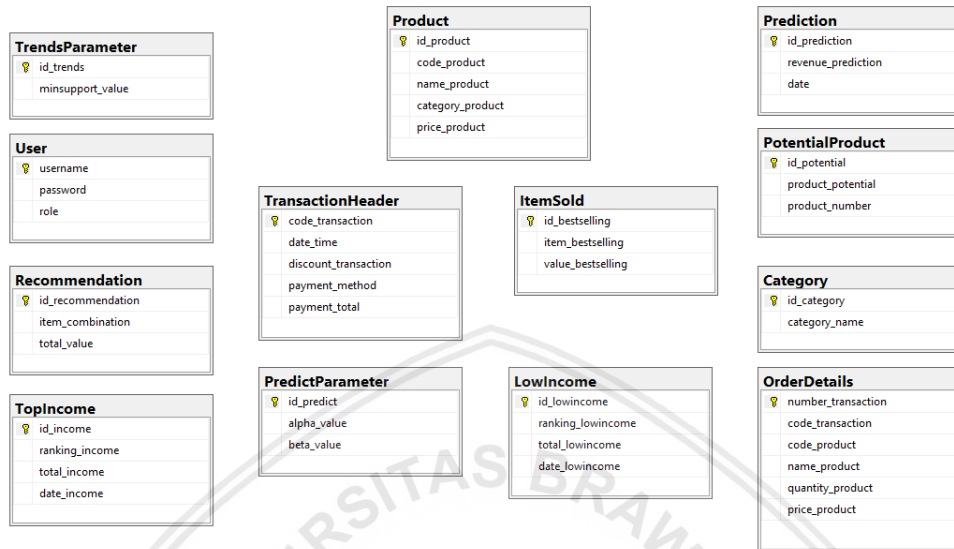 TrendsParameter
id_trends
minsupport_value
User
username
password
role
Recommendation
id_recommendation
item_combination
total_value
TopIncome
id_income
ranking_income
total_income
date_income
Product
id_product
code_product
name_product
category_product
price_product
TransactionHeader
code_transaction
date_time
discount_transaction
payment_method
payment_total
ItemSold
id_bestselling
item_bestselling
value_bestselling
PredictParameter
id_predict
alpha_value
beta_value
LowIncome
id_lowincome
ranking_lowincome
total_lowincome
date_lowincome
Prediction
id_prediction
revenue_prediction
date
PotentialProduct
id_potential
product_potential
product_number
Category
id_category
category_name
OrderDetails
number_transaction
code_transaction
code_product
name_product
quantity_product
price_product
RSITAS BRAW